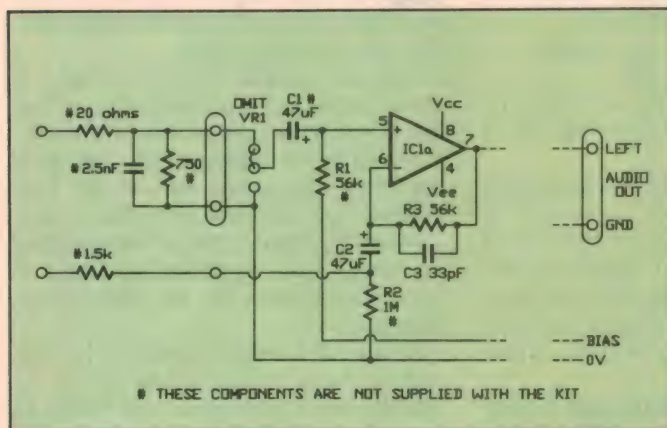 #20 ohms
#2.5nF
750
#
OMIT
VR1
C1 #
47uF
+
R1
56k
#
5
+
6
-
IC1a
Vcc
8
7
4
Vee
R3 56k
C3 33pF
+
C2
47uF
#1.5k
R2
1M
#
LEFT
AUDIO
OUT
GND
BIAS
0V
# THESE COMPONENTS ARE NOT SUPPLIED WITH THE KIT